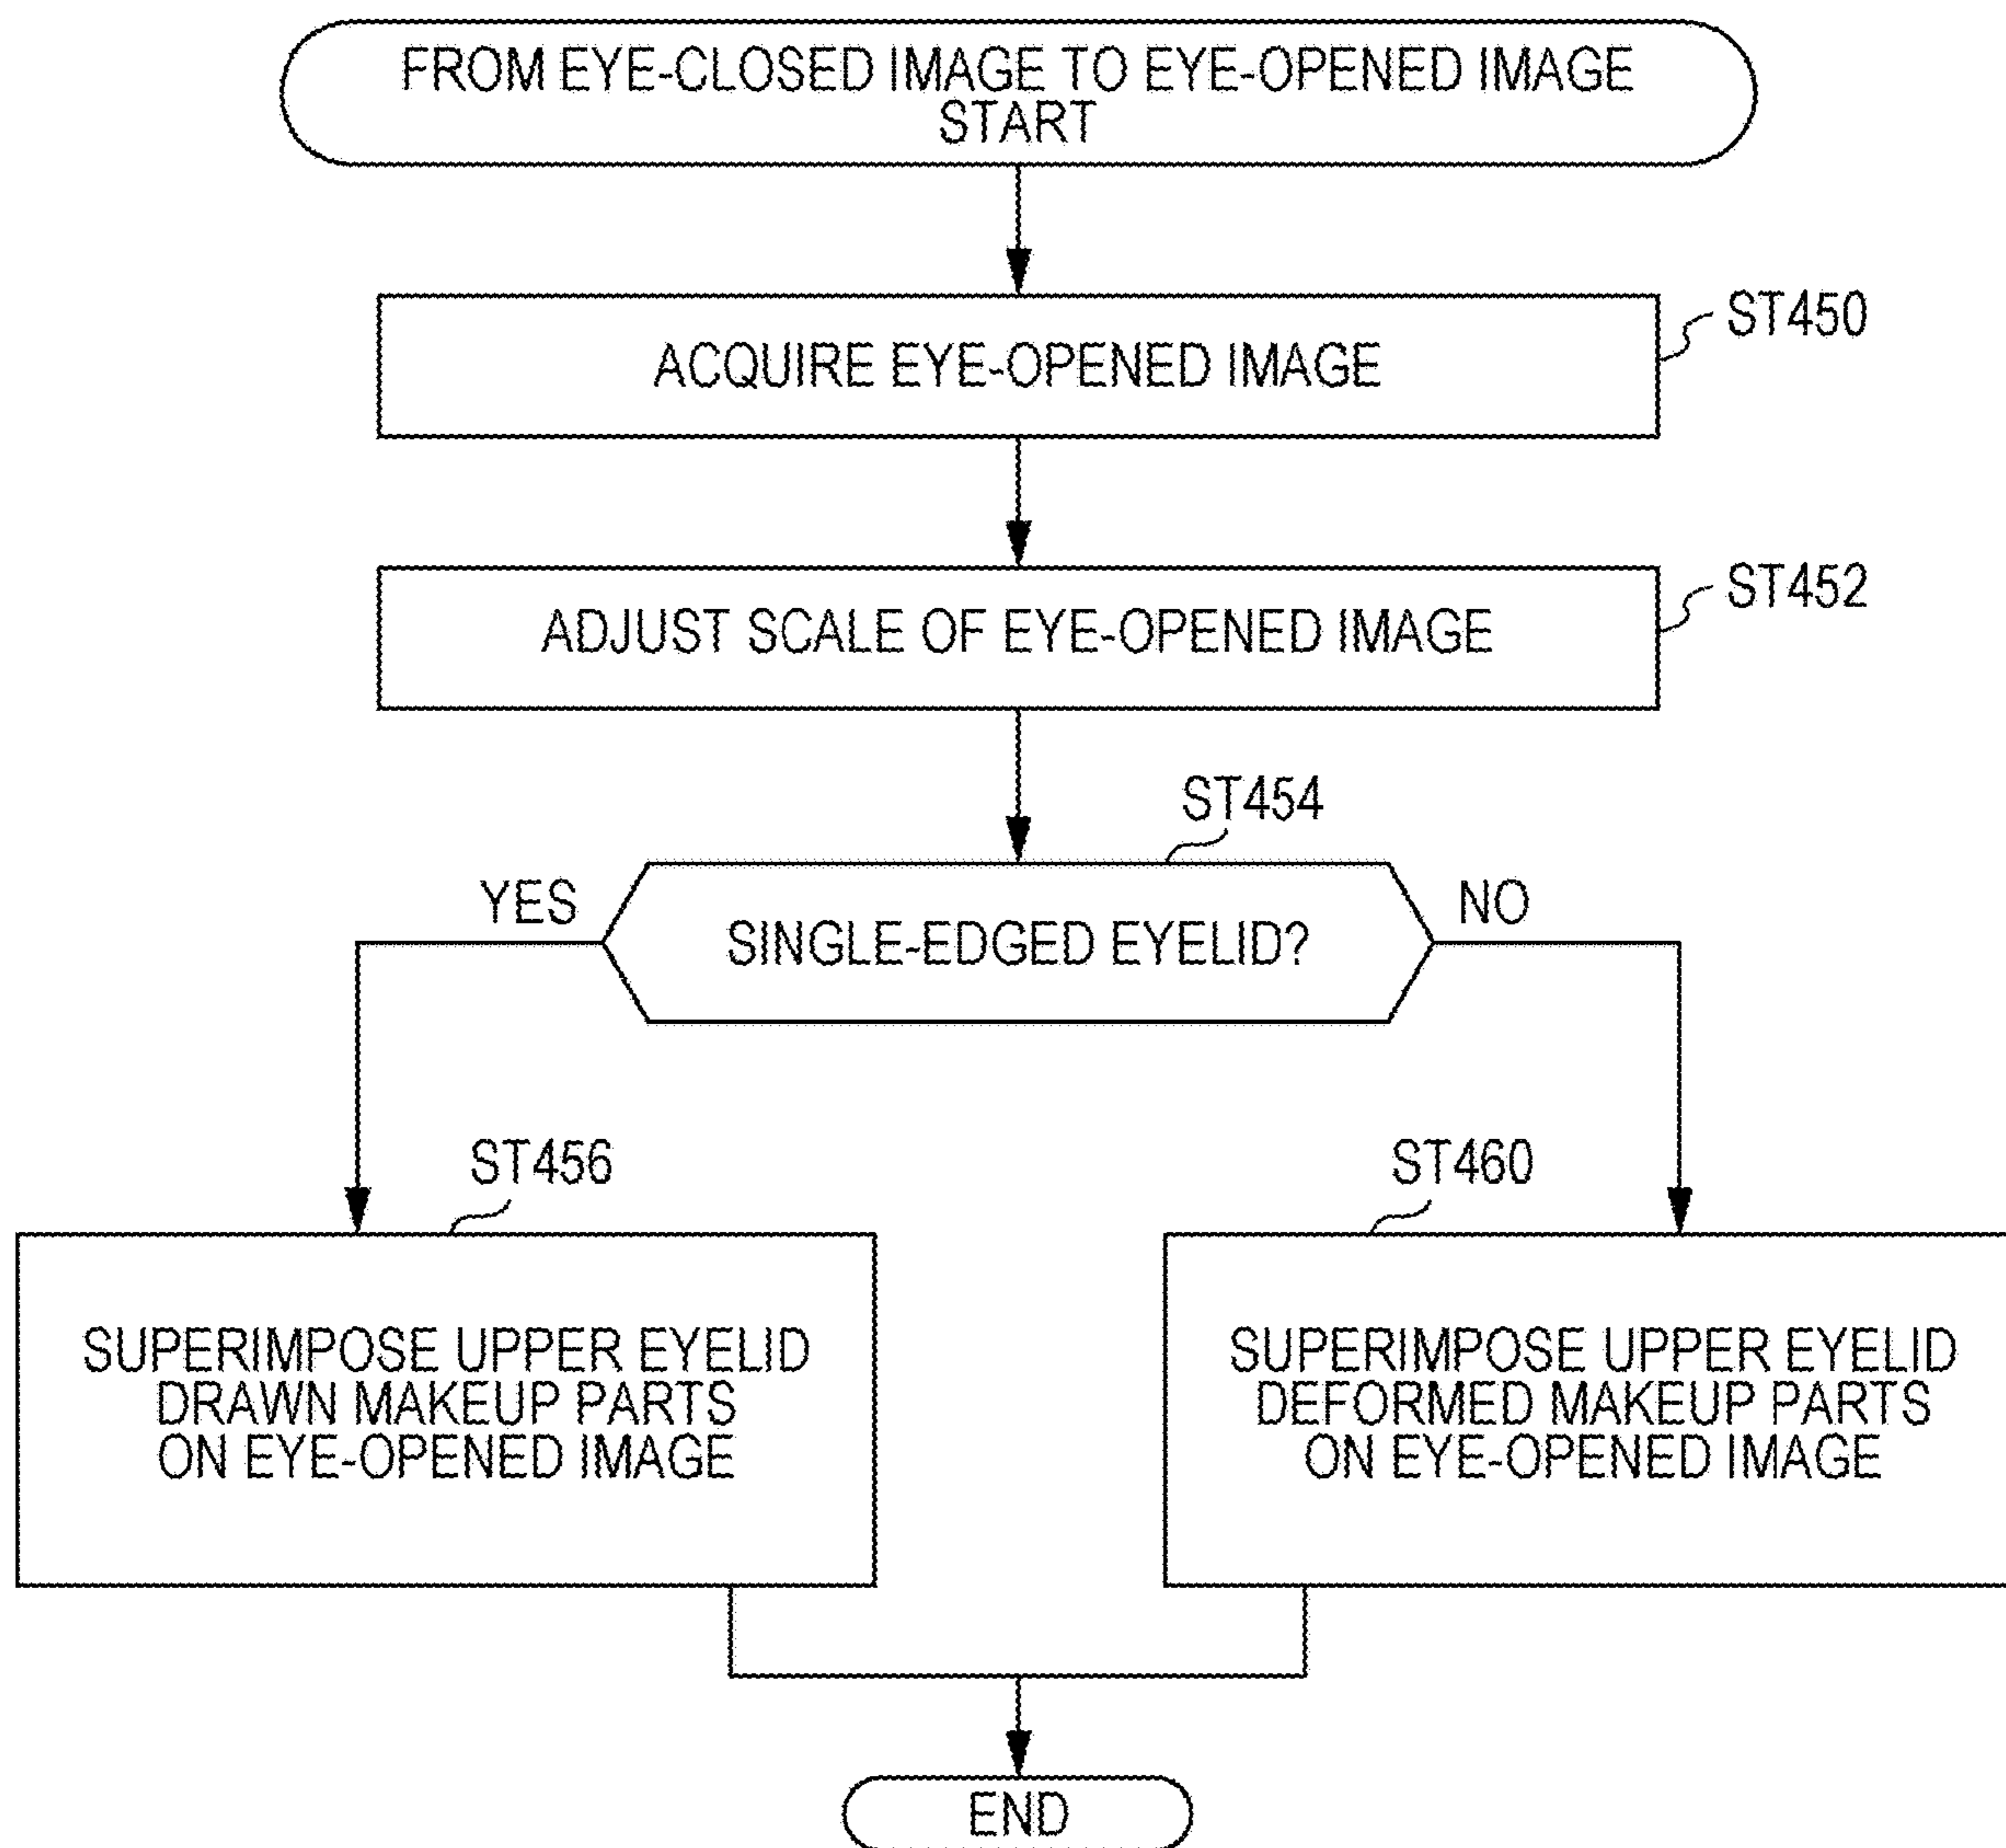 FROM EYE-CLOSED IMAGE TO EYE-OPENED IMAGE
START
ACQUIRE EYE-OPENED IMAGE
ST450
ADJUST SCALE OF EYE-OPENED IMAGE
ST452
ST454
YES
SINGLE-EDGED EYELID?
NO
ST456
SUPERIMPOSE UPPER EYELID
DRAWN MAKEUP PARTS
ON EYE-OPENED IMAGE
ST460
SUPERIMPOSE UPPER EYELID
DEFORMED MAKEUP PARTS
ON EYE-OPENED IMAGE
END